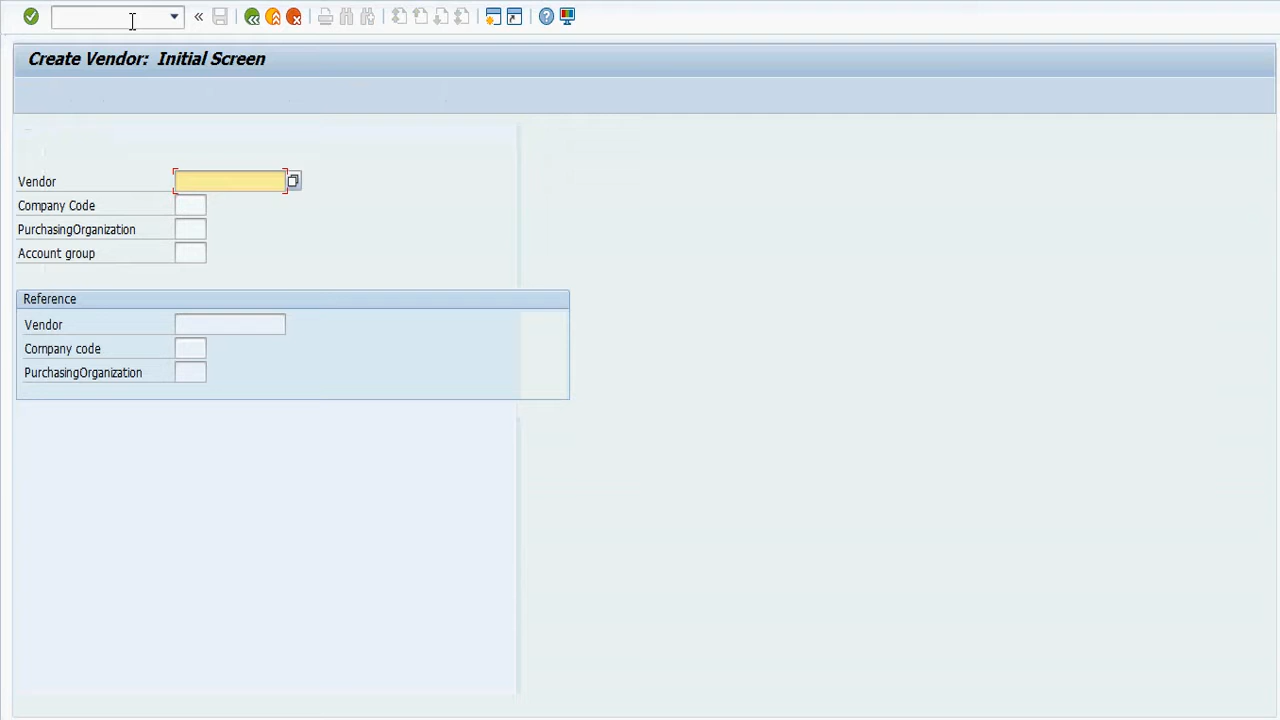 Create Vendor: Initial Screen
Vendor
Company Code
PurchasingOrganization
Account group
Reference
Vendor
Company code
PurchasingOrganization